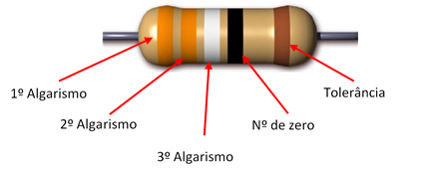 1º Algarismo
2º Algarismo
3º Algarismo
Nº de zero
Tolerância